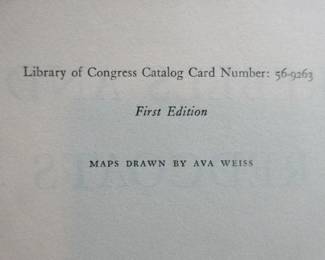 Library of Congress Catalog Card Number: 56-9263
First Edition
MAPS DRAWN BY AVA WEISS